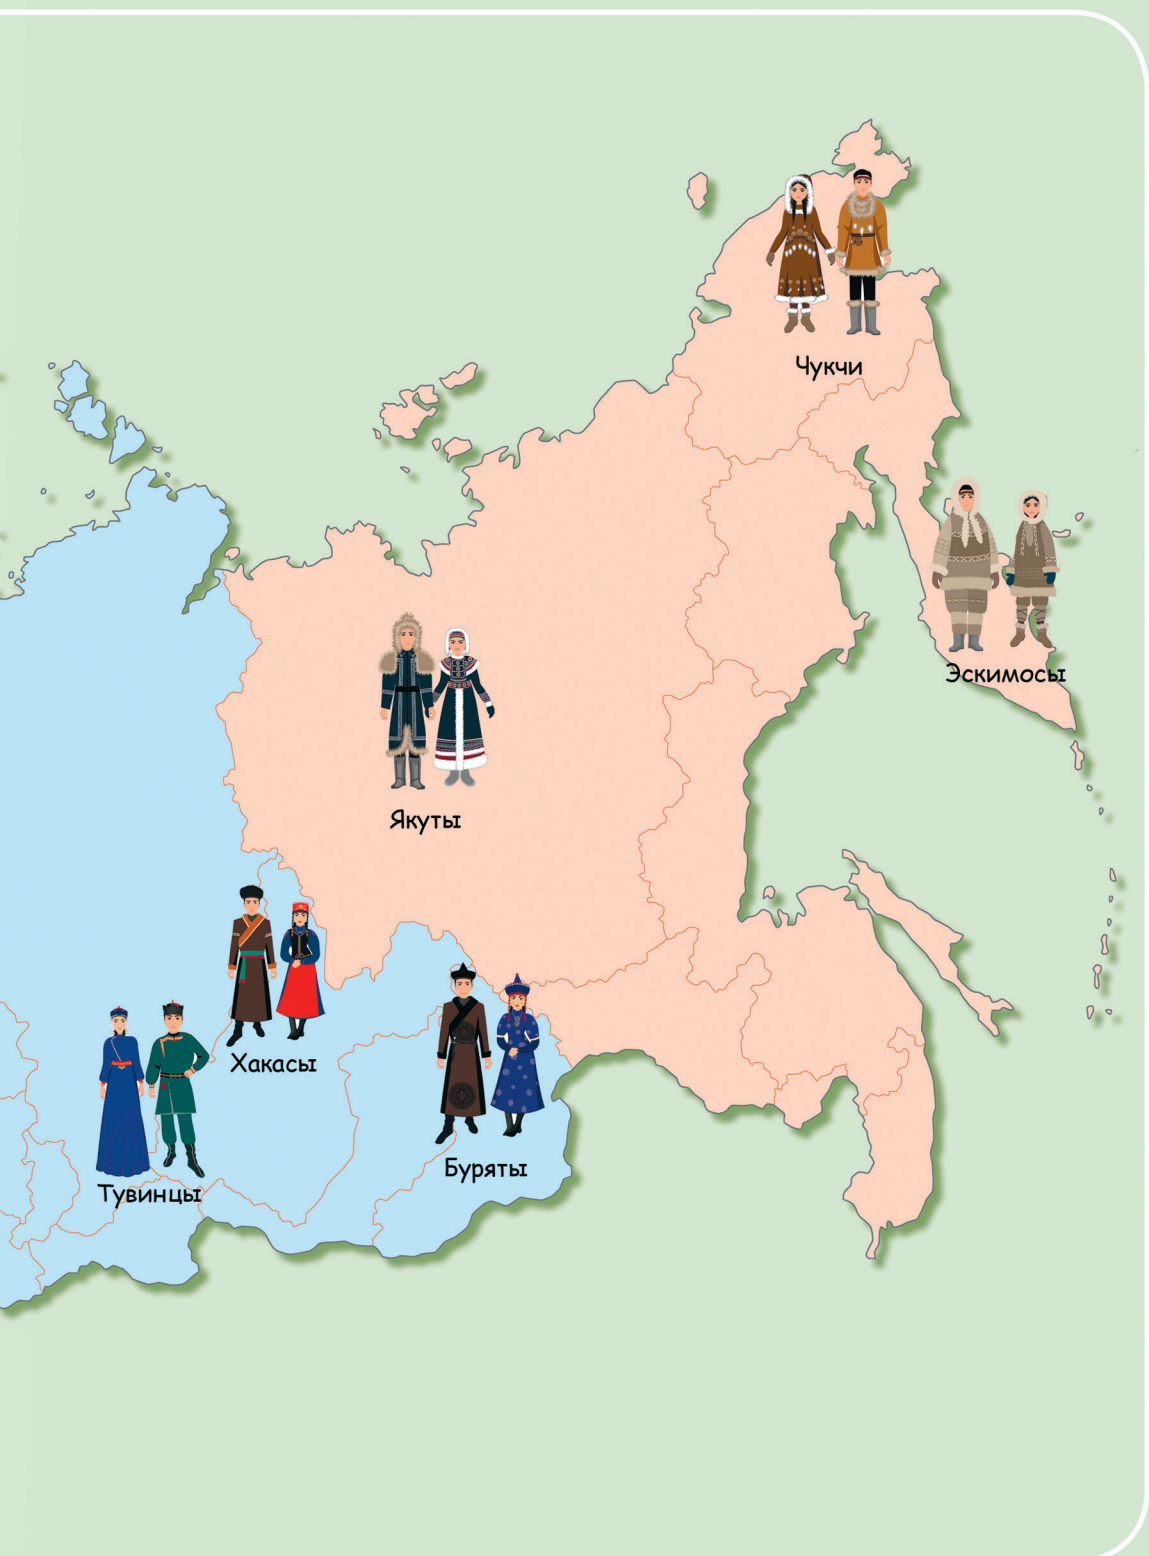 Чукчи
Эскимосы
Якуты
Хакасы
Буряты
Тувинцы